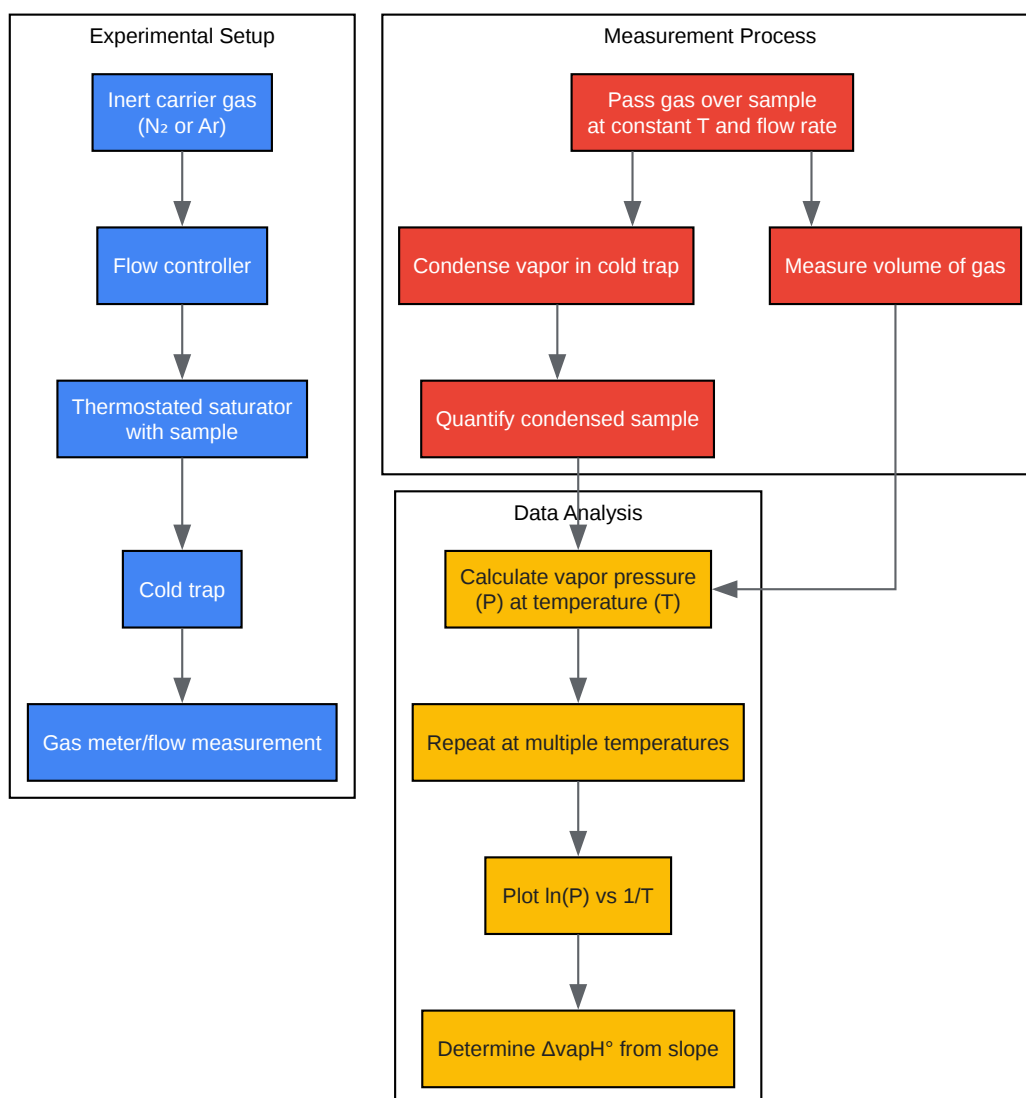 Experimental Setup
Inert carrier gas
(N₂ or Ar)
Flow controller
Thermostated saturator
with sample
Cold trap
Gas meter/flow measurement
Measurement Process
Pass gas over sample
at constant T and flow rate
Condense vapor in cold trap
Measure volume of gas
Quantify condensed sample
Data Analysis
Calculate vapor pressure
(P) at temperature (T)
Repeat at multiple temperatures
Plot ln(P) vs 1/T
Determine ΔvapH° from slope